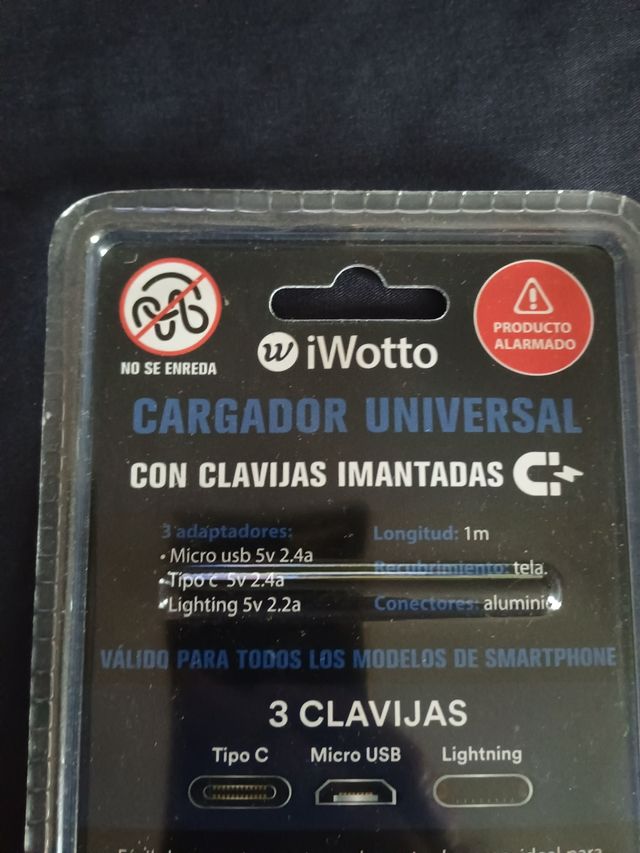 PRODUCTO
ALARMADO
NO SE ENREDA
w iWotto
CARGADOR UNIVERSAL
CON CLAVIJAS IMANTADAS
3 adaptadores:
• Micro usb 5v 2.4a
• Tipo c 5v 2.4a
• Lighting 5v 2.2a
Longitud: 1m
Recubrimiento: tela.
Conectores: aluminio
VÁLIDO PARA TODOS LOS MODELOS DE SMARTPHONE
3 CLAVIJAS
Tipo C
Micro USB
Lightning
ideal para